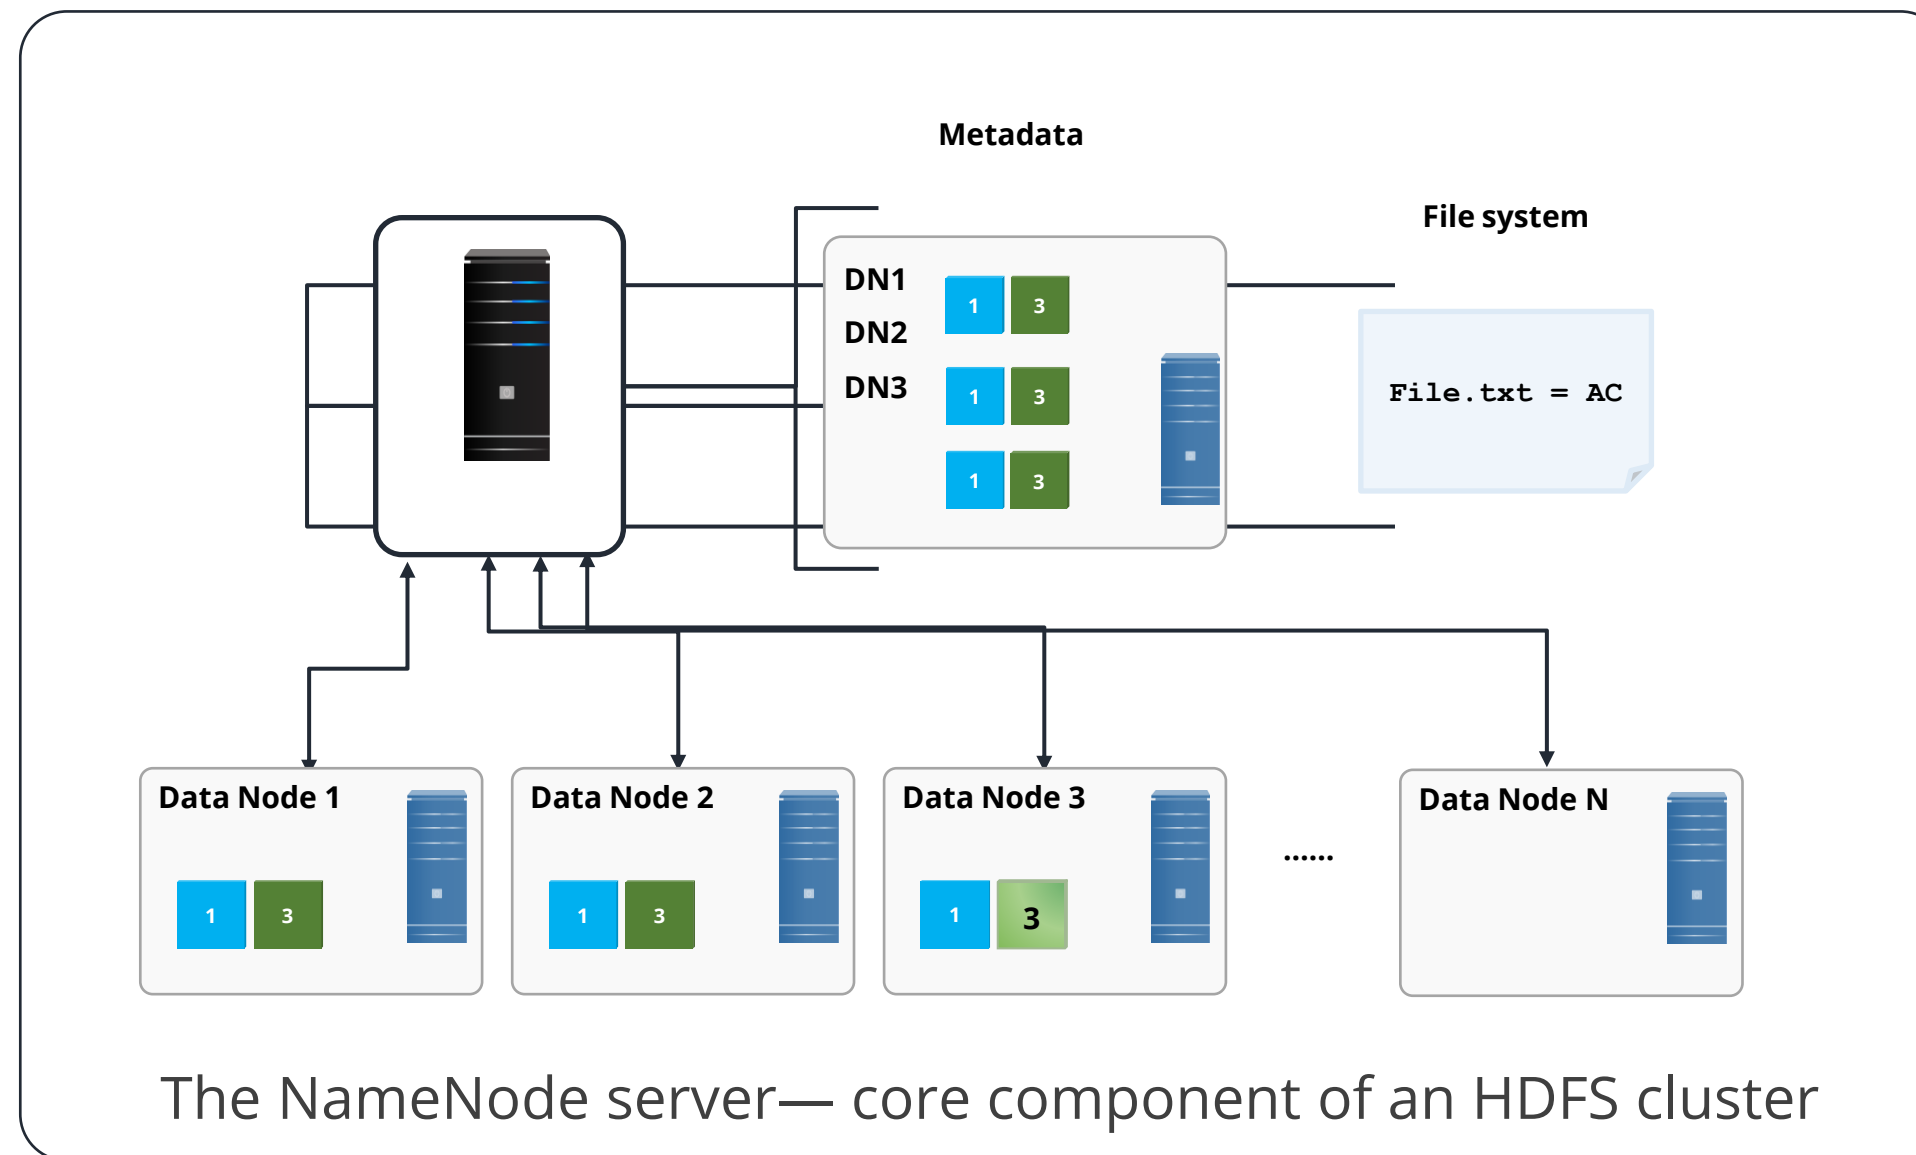 Metadata
File system
DN1
1 3
DN2
DN3
1 3
1 3
File.txt = AC
Data Node 1
1 3
Data Node 2
1 3
Data Node 3
1 3
......
Data Node N
The NameNode server— core component of an HDFS cluster